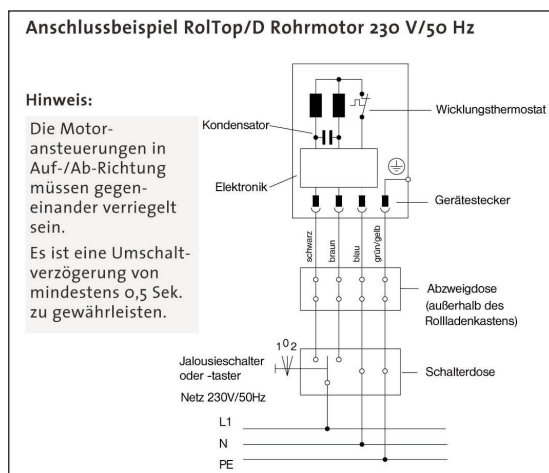 Anschlussbeispiel RolTop/D Rohrmotor 230 V/50 Hz
Hinweis:
Die Motor-
ansteuerungen in
Auf-/Ab-Richtung
müssen gegen-
einander verriegelt
sein.
Es ist eine Umschalt-
verzögerung von
mindestens 0,5 Sek.
zu gewährleisten.
Kondensator
Wicklungsthermostat
Elektronik
Gerätestecker
schwarz
braun
blau
grün/gelb
Abzweigdose
(außerhalb des
Rollladenkastens)
1 0 2
Jalousieschalter
oder -taster
Schalterdose
Netz 230V/50Hz
L1
N
PE